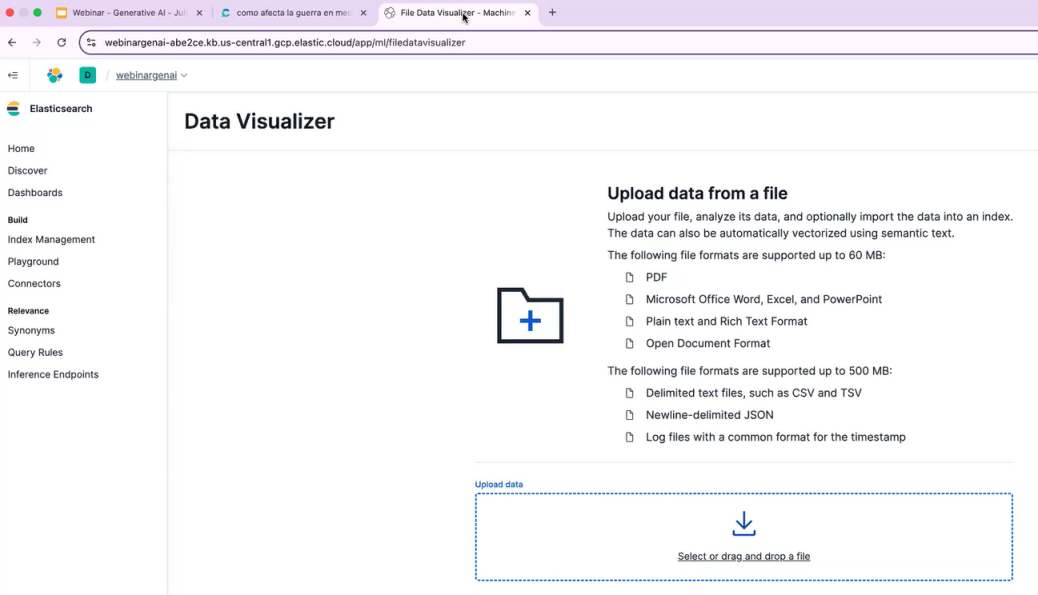 Webinar - Generative AI - Jul
como afecta la guerra en med
File Data Visualizer - Machine
webinargenai-abe2ce.kb.us-central1.gcp.elastic.cloud/app/ml/filedatavisualizer
D / webinargenai
Elasticsearch
Home
Discover
Dashboards
Build
Index Management
Playground
Connectors
Relevance
Synonyms
Query Rules
Inference Endpoints
Data Visualizer
Upload data from a file
Upload your file, analyze its data, and optionally import the data into an index.
The data can also be automatically vectorized using semantic text.
The following file formats are supported up to 60 MB:
PDF
Microsoft Office Word, Excel, and PowerPoint
Plain text and Rich Text Format
Open Document Format
The following file formats are supported up to 500 MB:
Delimited text files, such as CSV and TSV
Newline-delimited JSON
Log files with a common format for the timestamp
Upload data
Select or drag and drop a file